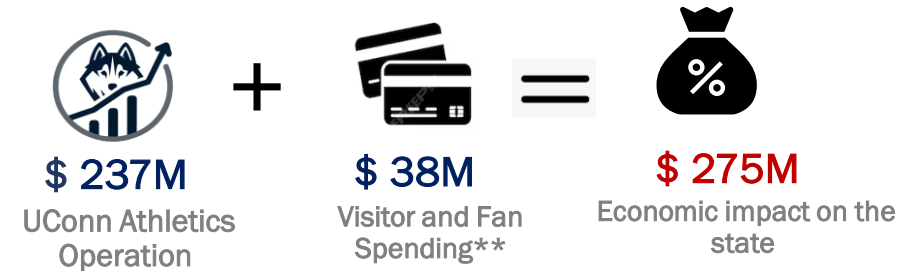 $ 237M
UConn Athletics
Operation
+
$ 38M
Visitor and Fan
Spending**
=
%
$ 275M
Economic impact on the
state